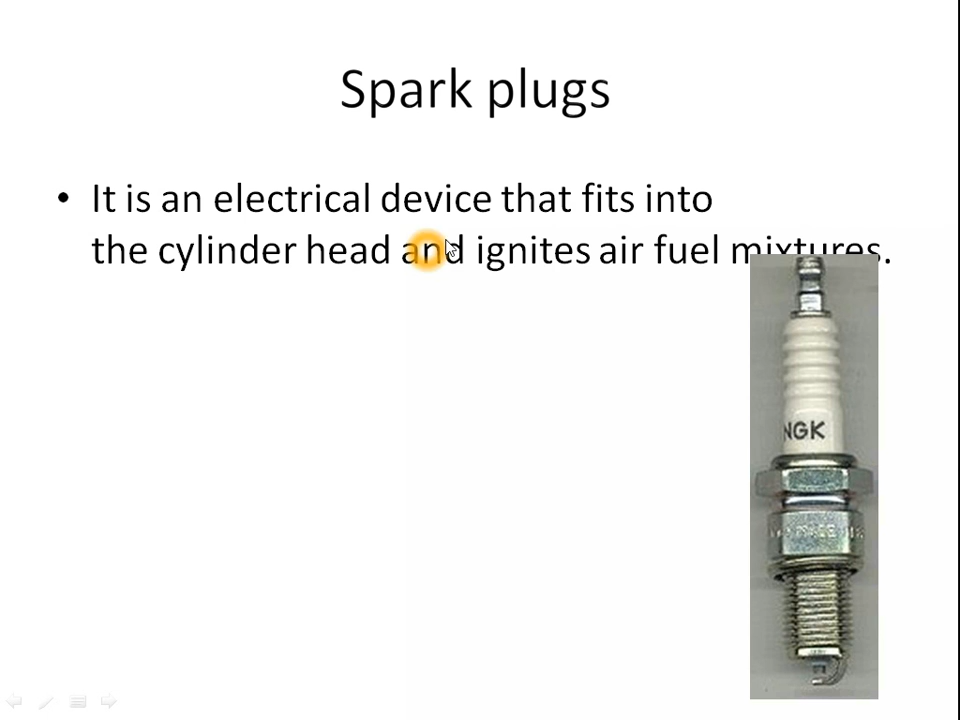 Spark plugs
• It is an electrical device that fits into
the cylinder head and ignites air fuel mixtures.
NGK